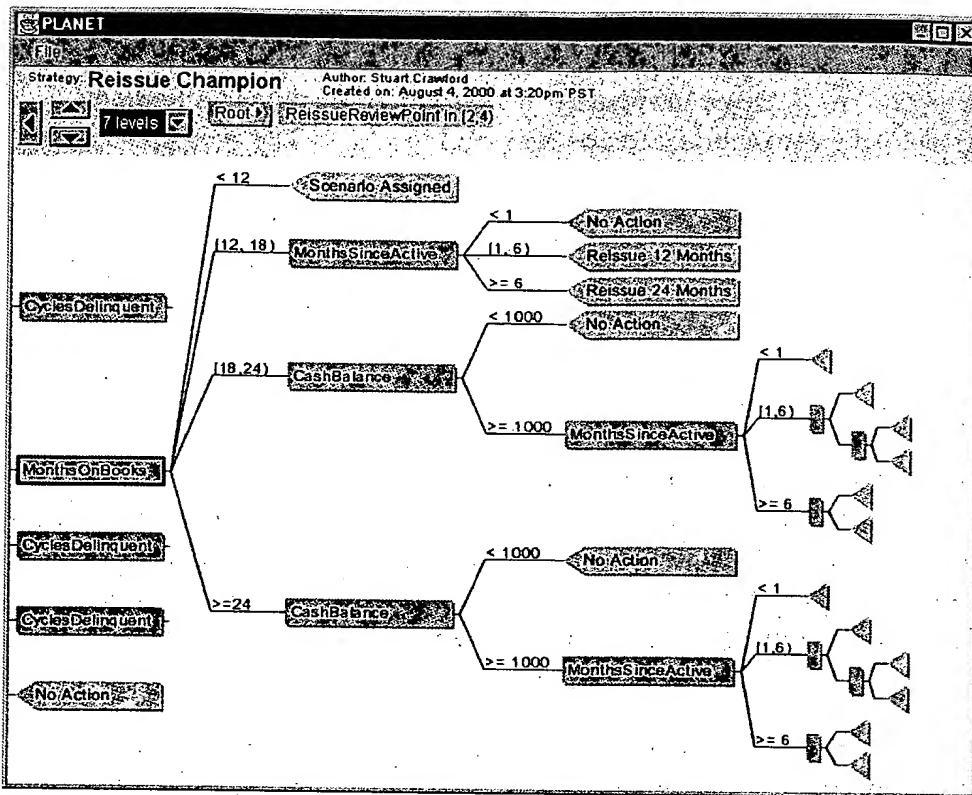 PLANET
File
Strategy: Reissue Champion
Author: Stuart Crawford
Created on: August 4, 2000 at 3:20pm PST
7 levels
Root
ReissueReviewPoint in [2,4)
< 12
Scenario Assigned
< 1
No Action
[12, 18)
MonthsSinceActive
[1, 6)
Reissue 12 Months
>= 6
Reissue 24 Months
CyclesDelinquent
< 1000
No Action
[18,24)
CashBalance
< 1
[1,6)
>= 1000
MonthsSinceActive
MonthsOnBooks
>= 6
CyclesDelinquent
< 1000
No Action
< 1
>=24
CashBalance
CyclesDelinquent
[1,6)
>= 1000
MonthsSinceActive
No Action
>= 6